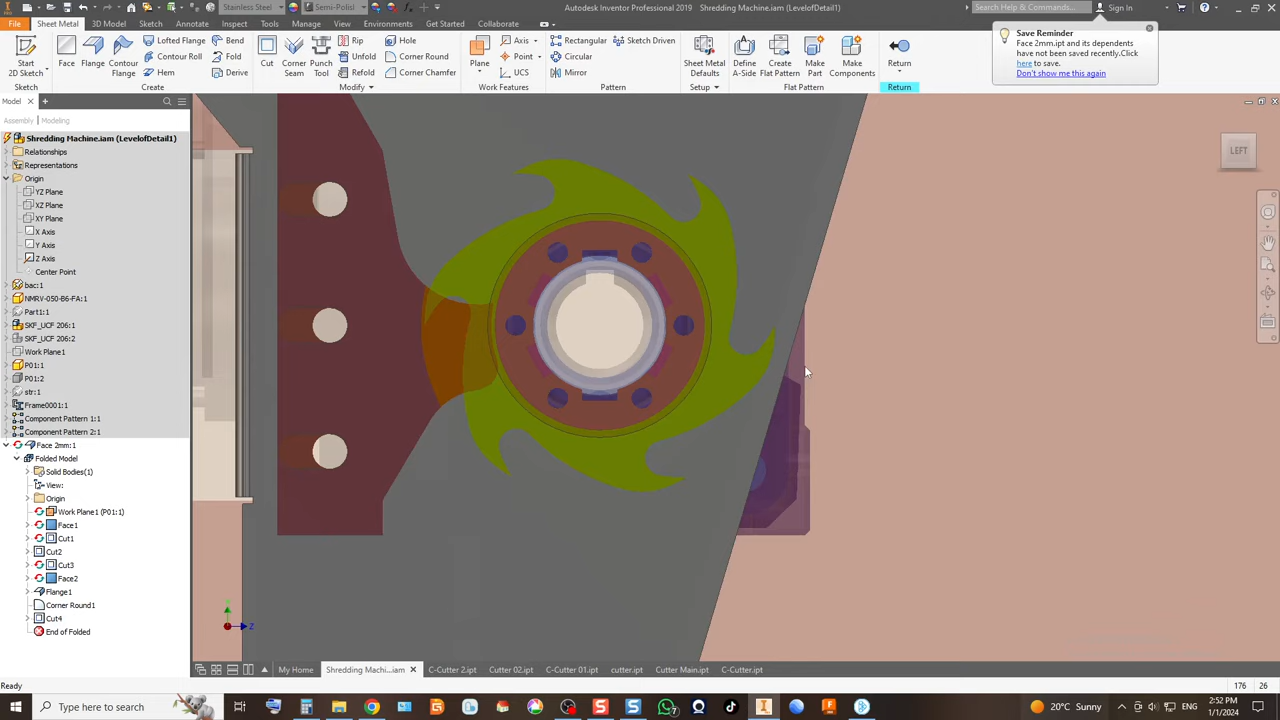 Stainless Steel
Semi-Polish
Autodesk Inventor Professional 2019   Shredding Machine.iam (LevelofDetail1)
Search Help & Commands...
Sign In
File
Sheet Metal
3D Model
Sketch
Annotate
Inspect
Tools
Manage
View
Environments
Get Started
Collaborate
Start
2D Sketch
Face
Flange
Contour
Flange
Lofted Flange
Contour Roll
Hem
Bend
Fold
Derive
Cut
Corner
Seam
Punch
Tool
Rip
Unfold
Refold
Hole
Corner Round
Corner Chamfer
Plane
Axis
Point
UCS
Rectangular
Circular
Mirror
Sketch Driven
Sheet Metal
Defaults
Define
A-Side
Create
Flat Pattern
Make
Part
Make
Components
Return
Sketch
Create
Modify
Work Features
Pattern
Setup
Flat Pattern
Return
Save Reminder
Face 2mm.ipt and its dependents
have not been saved recently.Click
here to save.
Don't show me this again
Model
Assembly | Modeling
Shredding Machine.iam (LevelofDetail1)
Relationships
Representations
Origin
YZ Plane
XZ Plane
XY Plane
X Axis
Y Axis
Z Axis
Center Point
bac:1
NMRV-050-B6-FA:1
Part1:1
SKF_UCF 206:1
SKF_UCF 206:2
Work Plane1
P01:1
P01:2
str:1
Frame0001:1
Component Pattern 1:1
Component Pattern 2:1
Face 2mm:1
Folded Model
Solid Bodies(1)
View:
Origin
Work Plane1 (P01:1)
Face1
Cut1
Cut2
Cut3
Face2
Flange1
Corner Round1
Cut4
End of Folded
LEFT
Y
Z
My Home
Shredding Machi...iam
C-Cutter 2.ipt
Cutter 02.ipt
C-Cutter 01.ipt
cutter.ipt
Cutter Main.ipt
C-Cutter.ipt
Ready
176
26
Type here to search
20°C Sunny
ENG
2:52 PM
1/1/2024